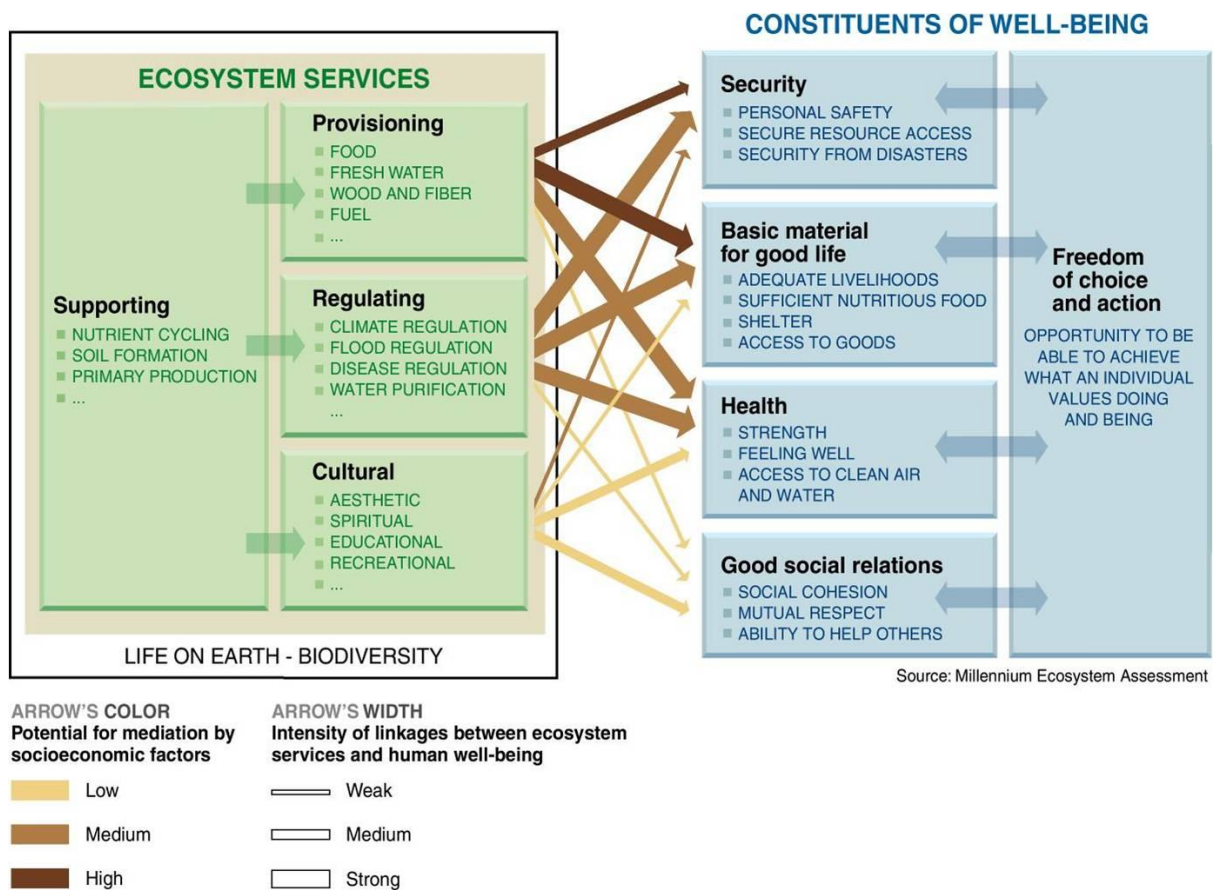 CONSTITUENTS OF WELL-BEING
ECOSYSTEM SERVICES
Supporting
NUTRIENT CYCLING
SOIL FORMATION
PRIMARY PRODUCTION
...
Provisioning
FOOD
FRESH WATER
WOOD AND FIBER
FUEL
...
Regulating
CLIMATE REGULATION
FLOOD REGULATION
DISEASE REGULATION
WATER PURIFICATION
...
Cultural
AESTHETIC
SPIRITUAL
EDUCATIONAL
RECREATIONAL
...
LIFE ON EARTH - BIODIVERSITY
Security
PERSONAL SAFETY
SECURE RESOURCE ACCESS
SECURITY FROM DISASTERS
Basic material
for good life
ADEQUATE LIVELIHOODS
SUFFICIENT NUTRITIOUS FOOD
SHELTER
ACCESS TO GOODS
Health
STRENGTH
FEELING WELL
ACCESS TO CLEAN AIR
AND WATER
Good social relations
SOCIAL COHESION
MUTUAL RESPECT
ABILITY TO HELP OTHERS
Freedom
of choice
and action
OPPORTUNITY TO BE
ABLE TO ACHIEVE
WHAT AN INDIVIDUAL
VALUES DOING
AND BEING
Source: Millennium Ecosystem Assessment
ARROW'S COLOR
Potential for mediation by
socioeconomic factors
Low
Medium
High
ARROW'S WIDTH
Intensity of linkages between ecosystem
services and human well-being
Weak
Medium
Strong